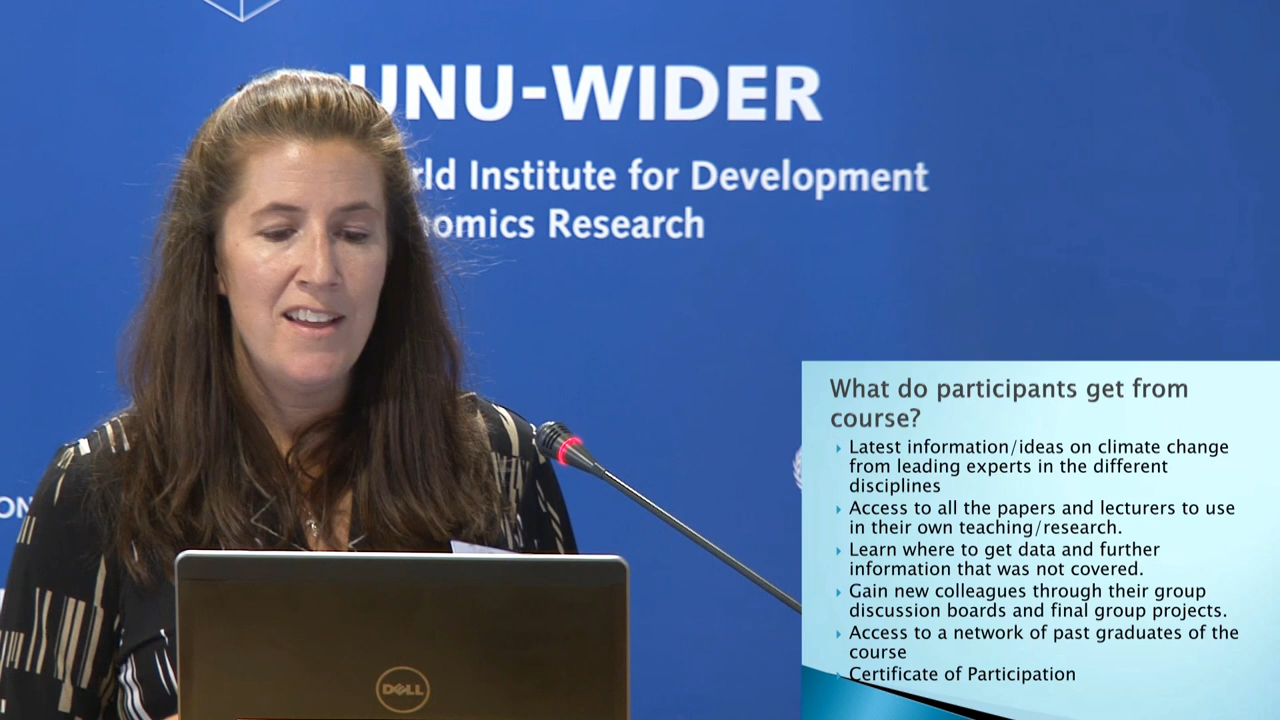 UNU-WIDER
rld Institute for Development
nomics Research
ON
DELL
What do participants get from
course?
Latest information/ideas on climate change
from leading experts in the different
disciplines
Access to all the papers and lecturers to use
in their own teaching/research.
Learn where to get data and further
information that was not covered.
Gain new colleagues through their group
discussion boards and final group projects.
Access to a network of past graduates of the
course
Certificate of Participation